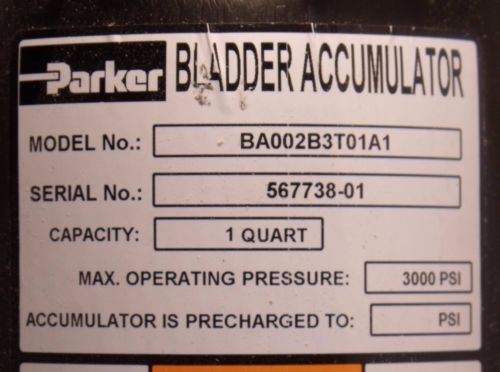 Parker BLADDER ACCUMULATOR
MODEL No.: BA002B3T01A1
SERIAL No.: 567738-01
CAPACITY: 1 QUART
MAX. OPERATING PRESSURE: 3000 PSI
ACCUMULATOR IS PRECHARGED TO: PSI